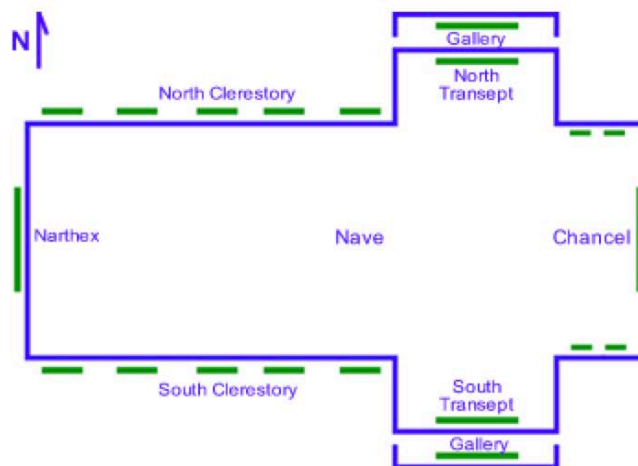 N
Gallery
North
Transept
North Clerestory
Narthex
Nave
Chancel
South Clerestory
South
Transept
Gallery